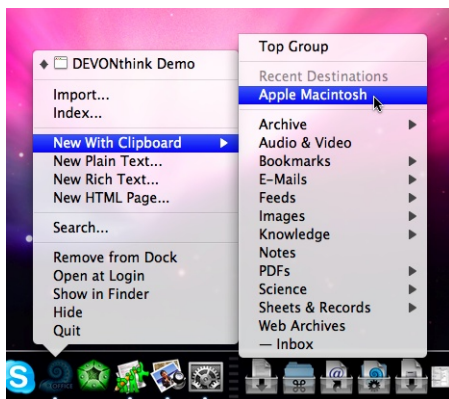 DEVONthink Demo
Import...
Index...
New With Clipboard
New Plain Text...
New Rich Text...
New HTML Page...
Search...
Remove from Dock
Open at Login
Show in Finder
Hide
Quit
Top Group
Recent Destinations
Apple Macintosh
Archive
Audio & Video
Bookmarks
E-Mails
Feeds
Images
Knowledge
Notes
PDFs
Science
Sheets & Records
Web Archives
— Inbox